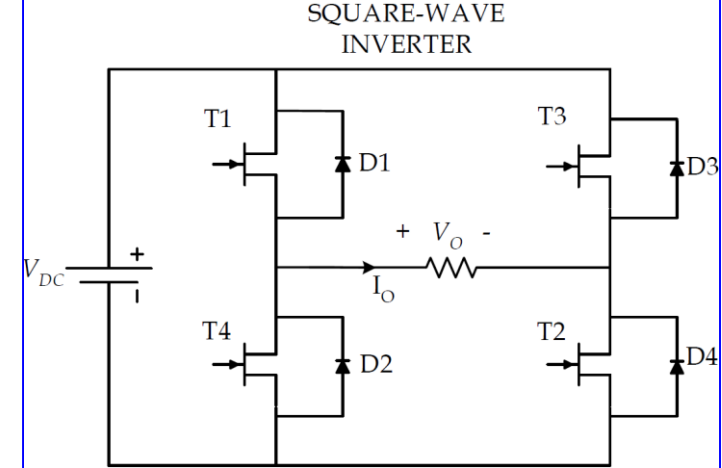 SQUARE-WAVE
INVERTER
T1
D1
T3
D3
+ V_O -
I_O
V_DC
+
-
T4
D2
T2
D4